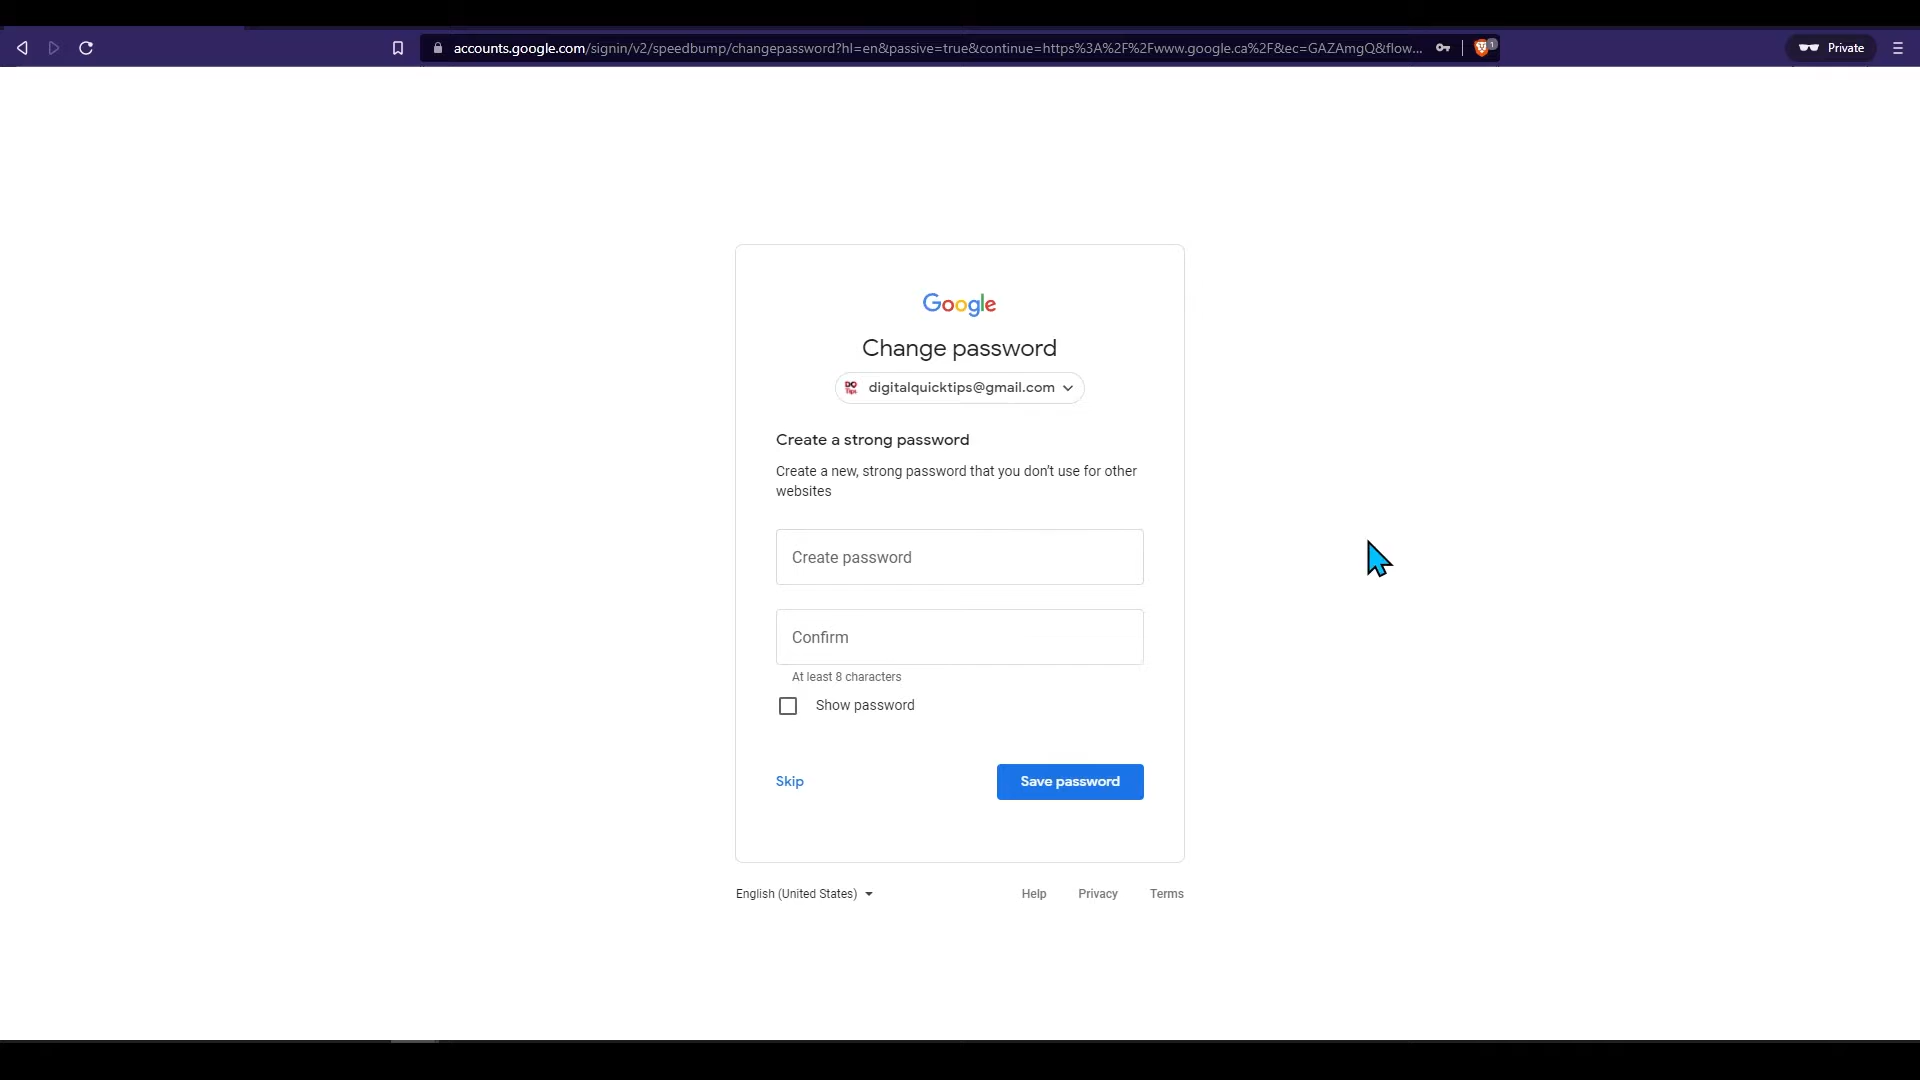 accounts.google.com/signin/v2/speedbump/changepassword?hl=en&passive=true&continue=https%3A%2F%2Fwww.google.ca%2F&ec=GAZAmgQ&flow...
1
Private
Google
Change password
DQ Tips
digitalquicktips@gmail.com
Create a strong password
Create a new, strong password that you don’t use for other
websites
Create password
Confirm
At least 8 characters
Show password
Skip
Save password
English (United States)
Help
Privacy
Terms